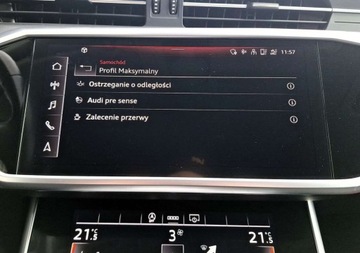 11:57
Samochód
Profil Maksymalny
Ostrzeganie o odległości
Audi pre sense
Zalecenie przerwy
21.5
3
21.5